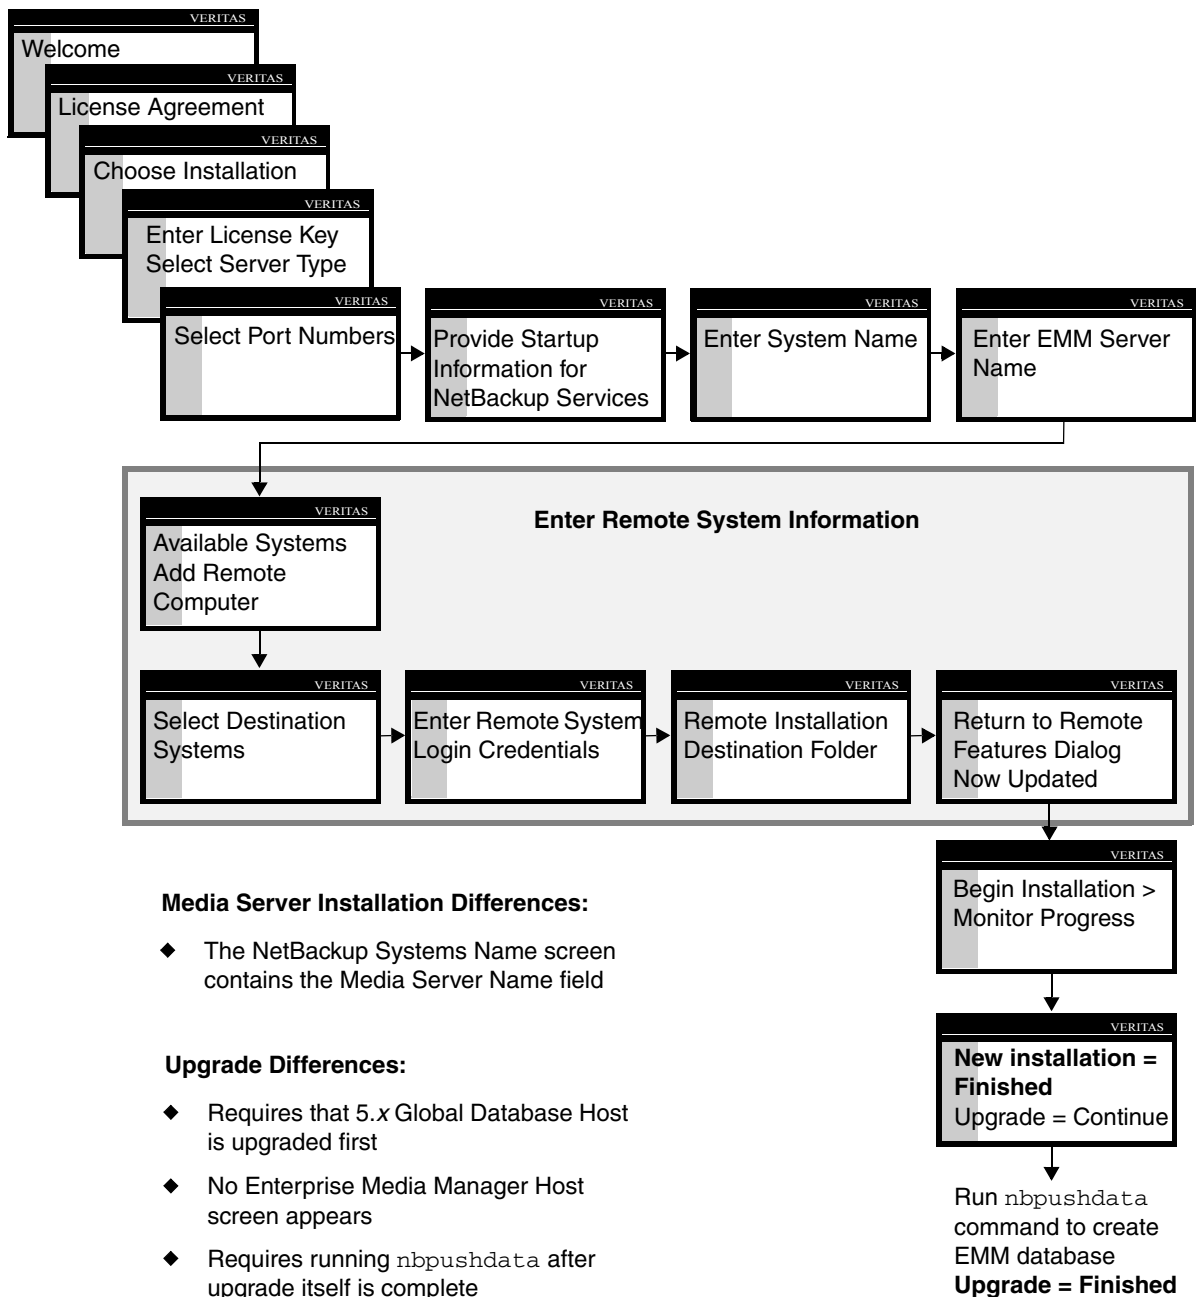 VERITAS
Welcome
VERITAS
License Agreement
VERITAS
Choose Installation
VERITAS
Enter License Key
Select Server Type
VERITAS
Select Port Numbers
VERITAS
Provide Startup
Information for
NetBackup Services
VERITAS
Enter System Name
VERITAS
Enter EMM Server
Name
Enter Remote System Information
VERITAS
Available Systems
Add Remote
Computer
VERITAS
Select Destination
Systems
VERITAS
Enter Remote System
Login Credentials
VERITAS
Remote Installation
Destination Folder
VERITAS
Return to Remote
Features Dialog
Now Updated
VERITAS
Begin Installation >
Monitor Progress
VERITAS
New installation =
Finished
Upgrade = Continue
Run nbpushdata
command to create
EMM database
Upgrade = Finished
Media Server Installation Differences:
◆ The NetBackup Systems Name screen
contains the Media Server Name field
Upgrade Differences:
◆ Requires that 5.x Global Database Host
is upgraded first
◆ No Enterprise Media Manager Host
screen appears
◆ Requires running nbpushdata after
upgrade itself is complete